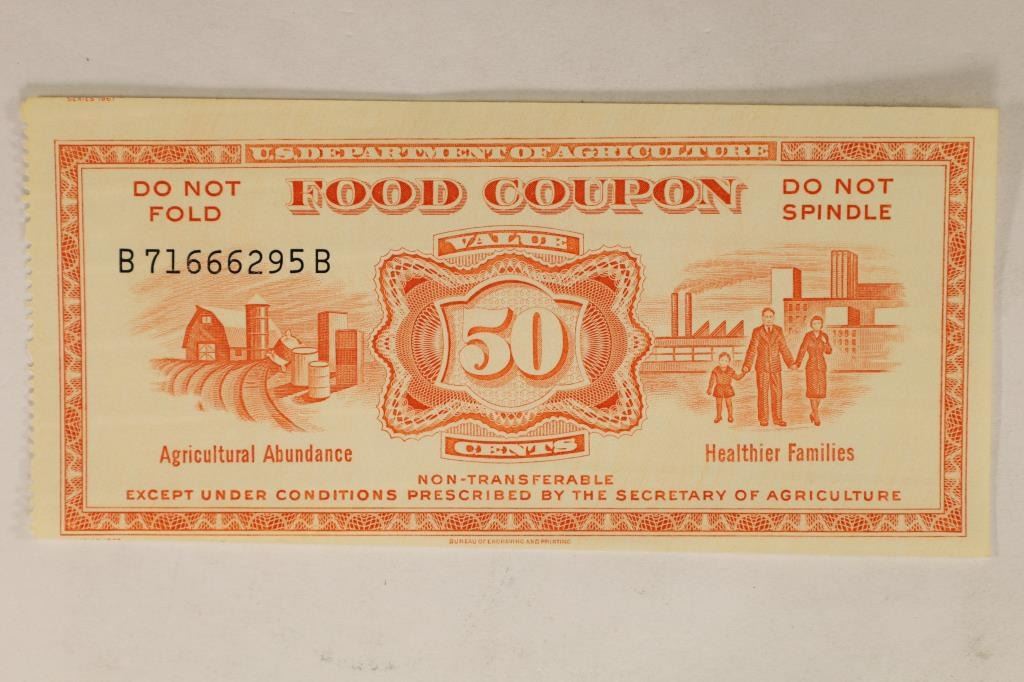 SERIES 1967
U.S. DEPARTMENT OF AGRICULTURE
DO NOT
FOLD
FOOD COUPON
DO NOT
SPINDLE
B71666295B
VALUE
50
CENTS
Agricultural Abundance
Healthier Families
NON-TRANSFERABLE
EXCEPT UNDER CONDITIONS PRESCRIBED BY THE SECRETARY OF AGRICULTURE
BUREAU OF ENGRAVING AND PRINTING